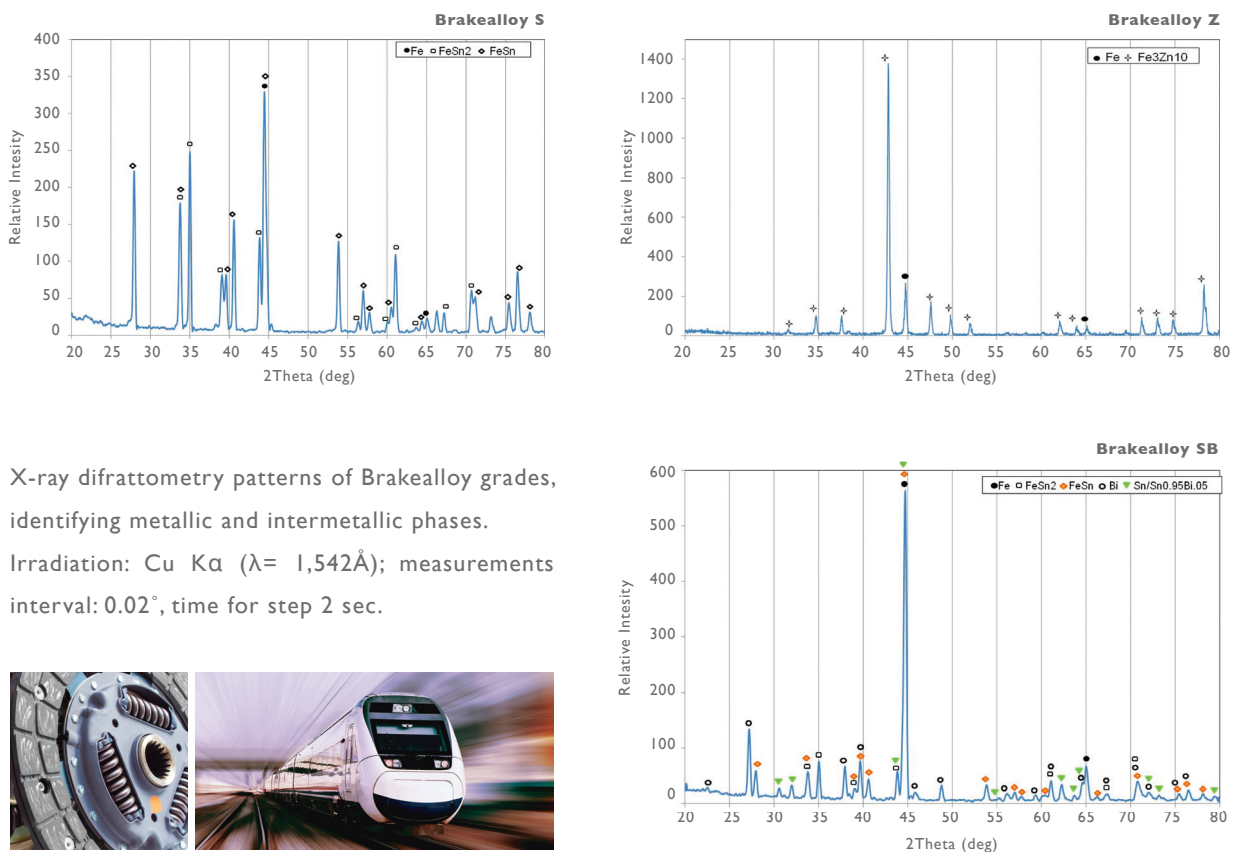 Brakealloy S
400
350
300
250
200
150
100
50
0
Relative Intesity
Fe FeSn2 FeSn
20 25 30 35 40 45 50 55 60 65 70 75 80
2Theta (deg)
Brakealloy Z
1400
1200
1000
800
600
400
200
0
Relative Intesity
Fe Fe3Zn10
20 25 30 35 40 45 50 55 60 65 70 75 80
2Theta (deg)
X-ray difrattometry patterns of Brakealloy grades,
identifying metallic and intermetallic phases.
Irradiation: Cu Kα (λ= 1,542Å); measurements
interval: 0.02°, time for step 2 sec.
Brakealloy SB
600
500
400
300
200
100
0
Relative Intesity
Fe FeSn2 FeSn Bi Sn/Sn0.95Bi.05
20 25 30 35 40 45 50 55 60 65 70 75 80
2Theta (deg)